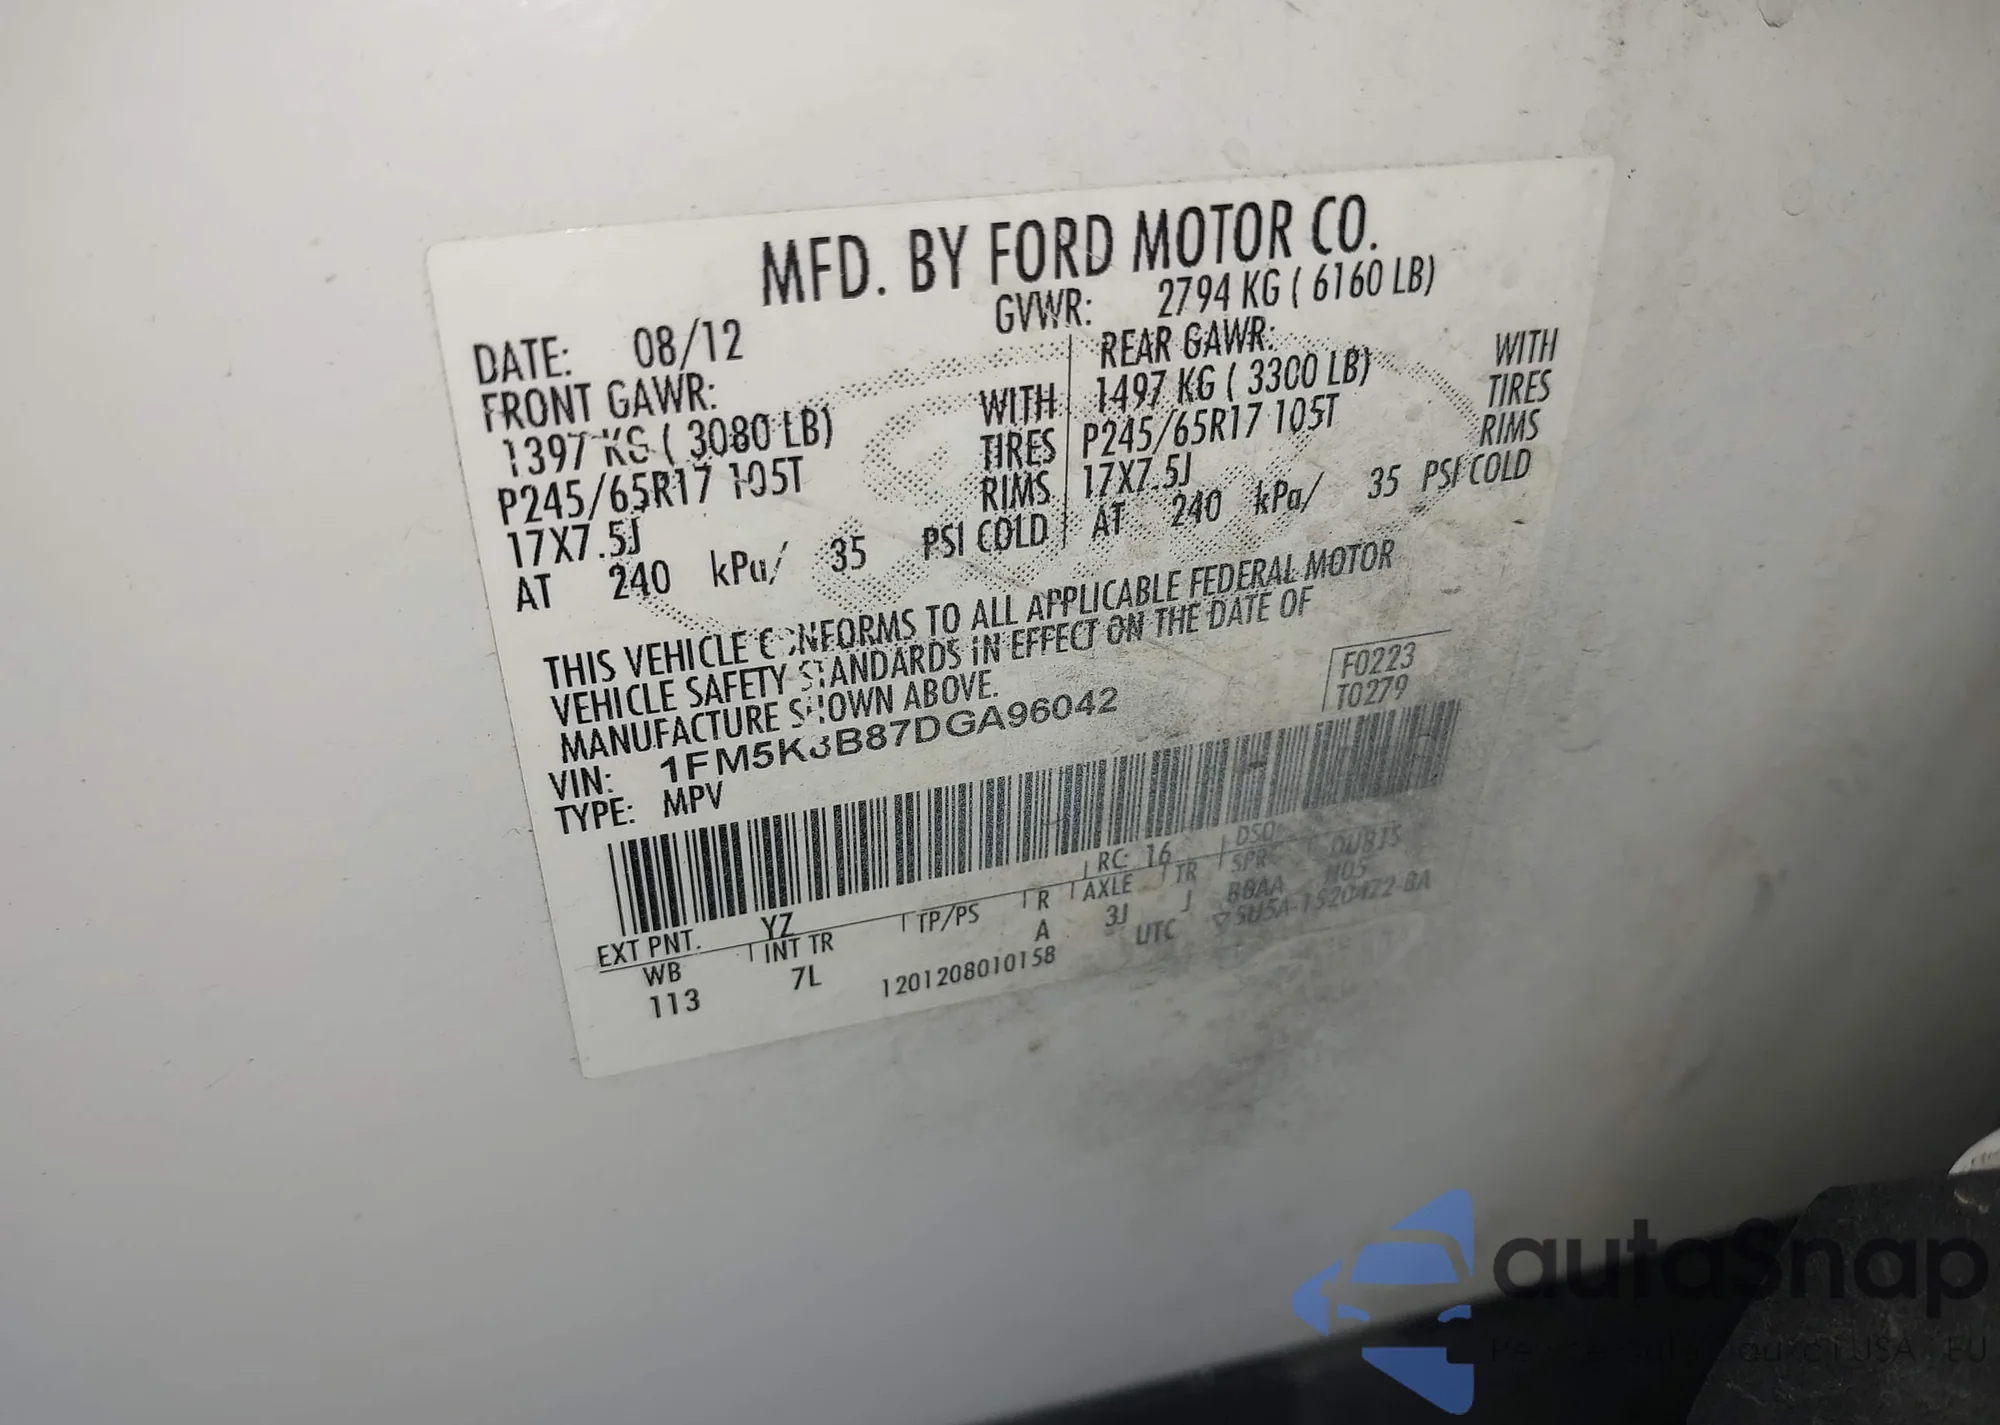 MFD. BY FORD MOTOR CO.
DATE: 08/12 GVWR: 2794 KG ( 6160 LB)
FRONT GAWR: REAR GAWR:
1397 KG ( 3080 LB) WITH 1497 KG ( 3300 LB) WITH
P245/65R17 105T TIRES P245/65R17 105T TIRES
17X7.5J RIMS 17X7.5J RIMS
AT 240 kPa/ 35 PSI COLD AT 240 kPa/ 35 PSI COLD
THIS VEHICLE CONFORMS TO ALL APPLICABLE FEDERAL MOTOR
VEHICLE SAFETY STANDARDS IN EFFECT ON THE DATE OF
MANUFACTURE SHOWN ABOVE.
F0223
T0279
VIN: 1FM5K8B87DGA96042
TYPE: MPV
EXT PNT. YZ RC: 16 DSO
WB INT TR TP/PS R AXLE TR SPR
113 7L A 3J J
1201208010158 UTC
autoSnap
USA EU